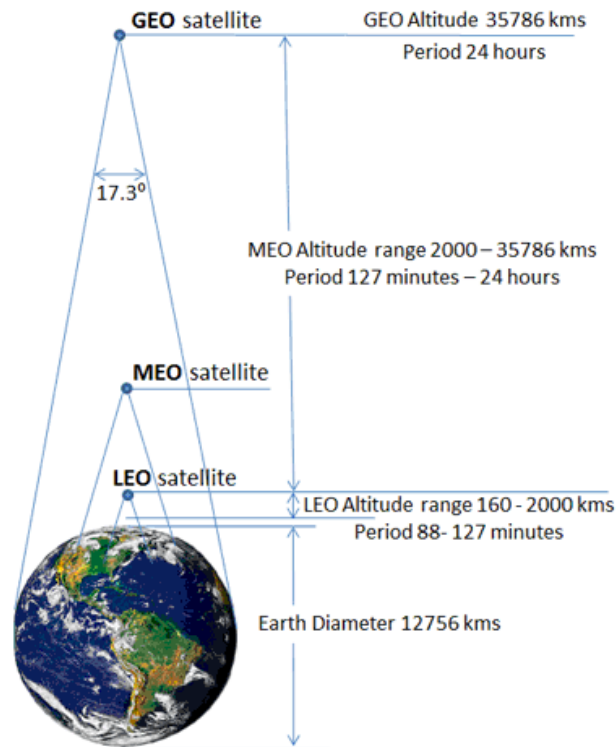 GEO satellite
GEO Altitude 35786 kms
Period 24 hours
17.3⁰
MEO Altitude range 2000 – 35786 kms
Period 127 minutes – 24 hours
MEO satellite
LEO satellite
LEO Altitude range 160 - 2000 kms
Period 88- 127 minutes
Earth Diameter 12756 kms